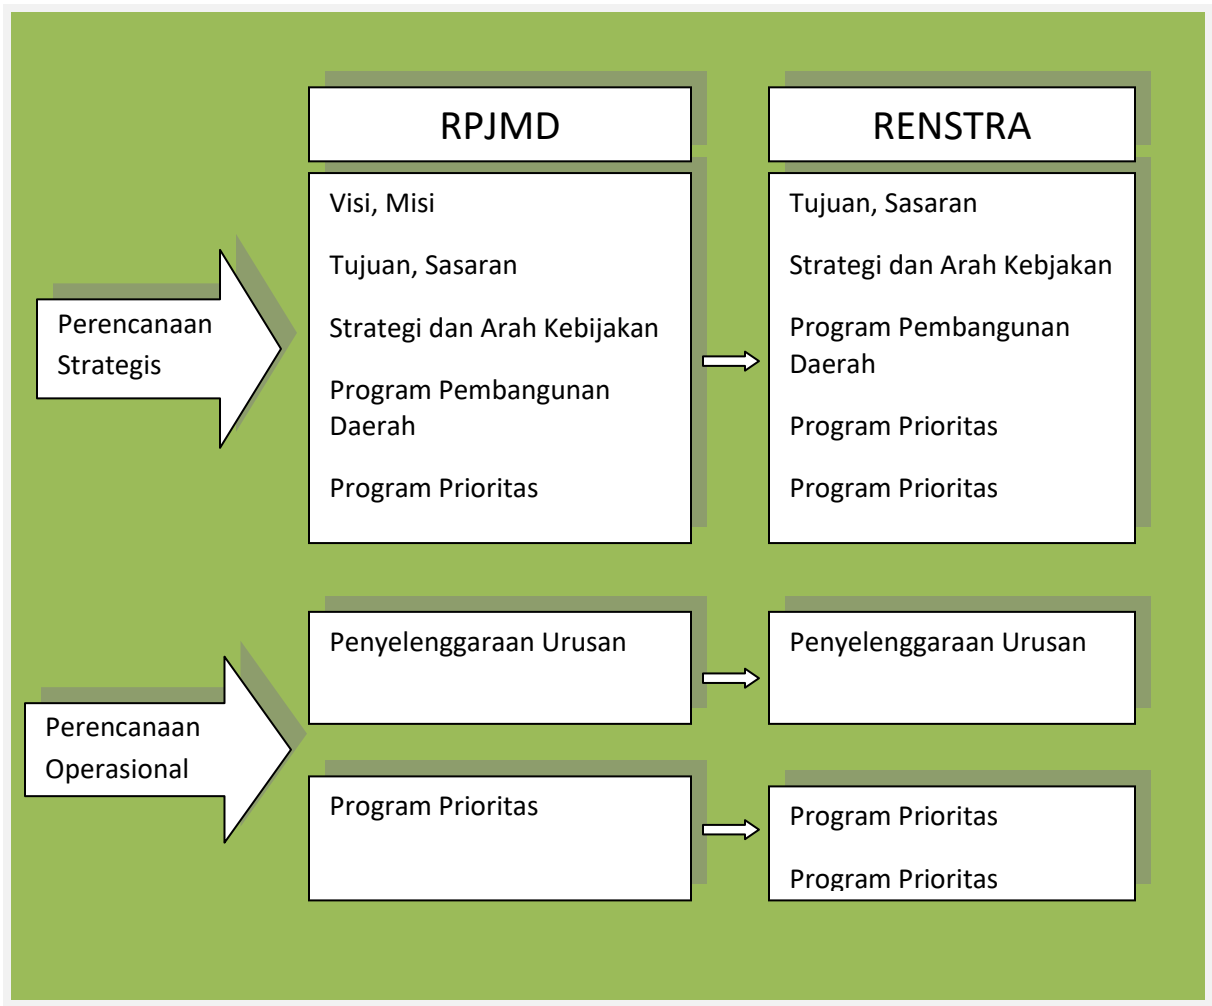 RPJMD
RENSTRA
Perencanaan
Strategis
Visi, Misi
Tujuan, Sasaran
Strategi dan Arah Kebijakan
Program Pembangunan
Daerah
Program Prioritas
Tujuan, Sasaran
Strategi dan Arah Kebjakan
Program Pembangunan
Daerah
Program Prioritas
Program Prioritas
Perencanaan
Operasional
Penyelenggaraan Urusan
Penyelenggaraan Urusan
Program Prioritas
Program Prioritas
Program Prioritas